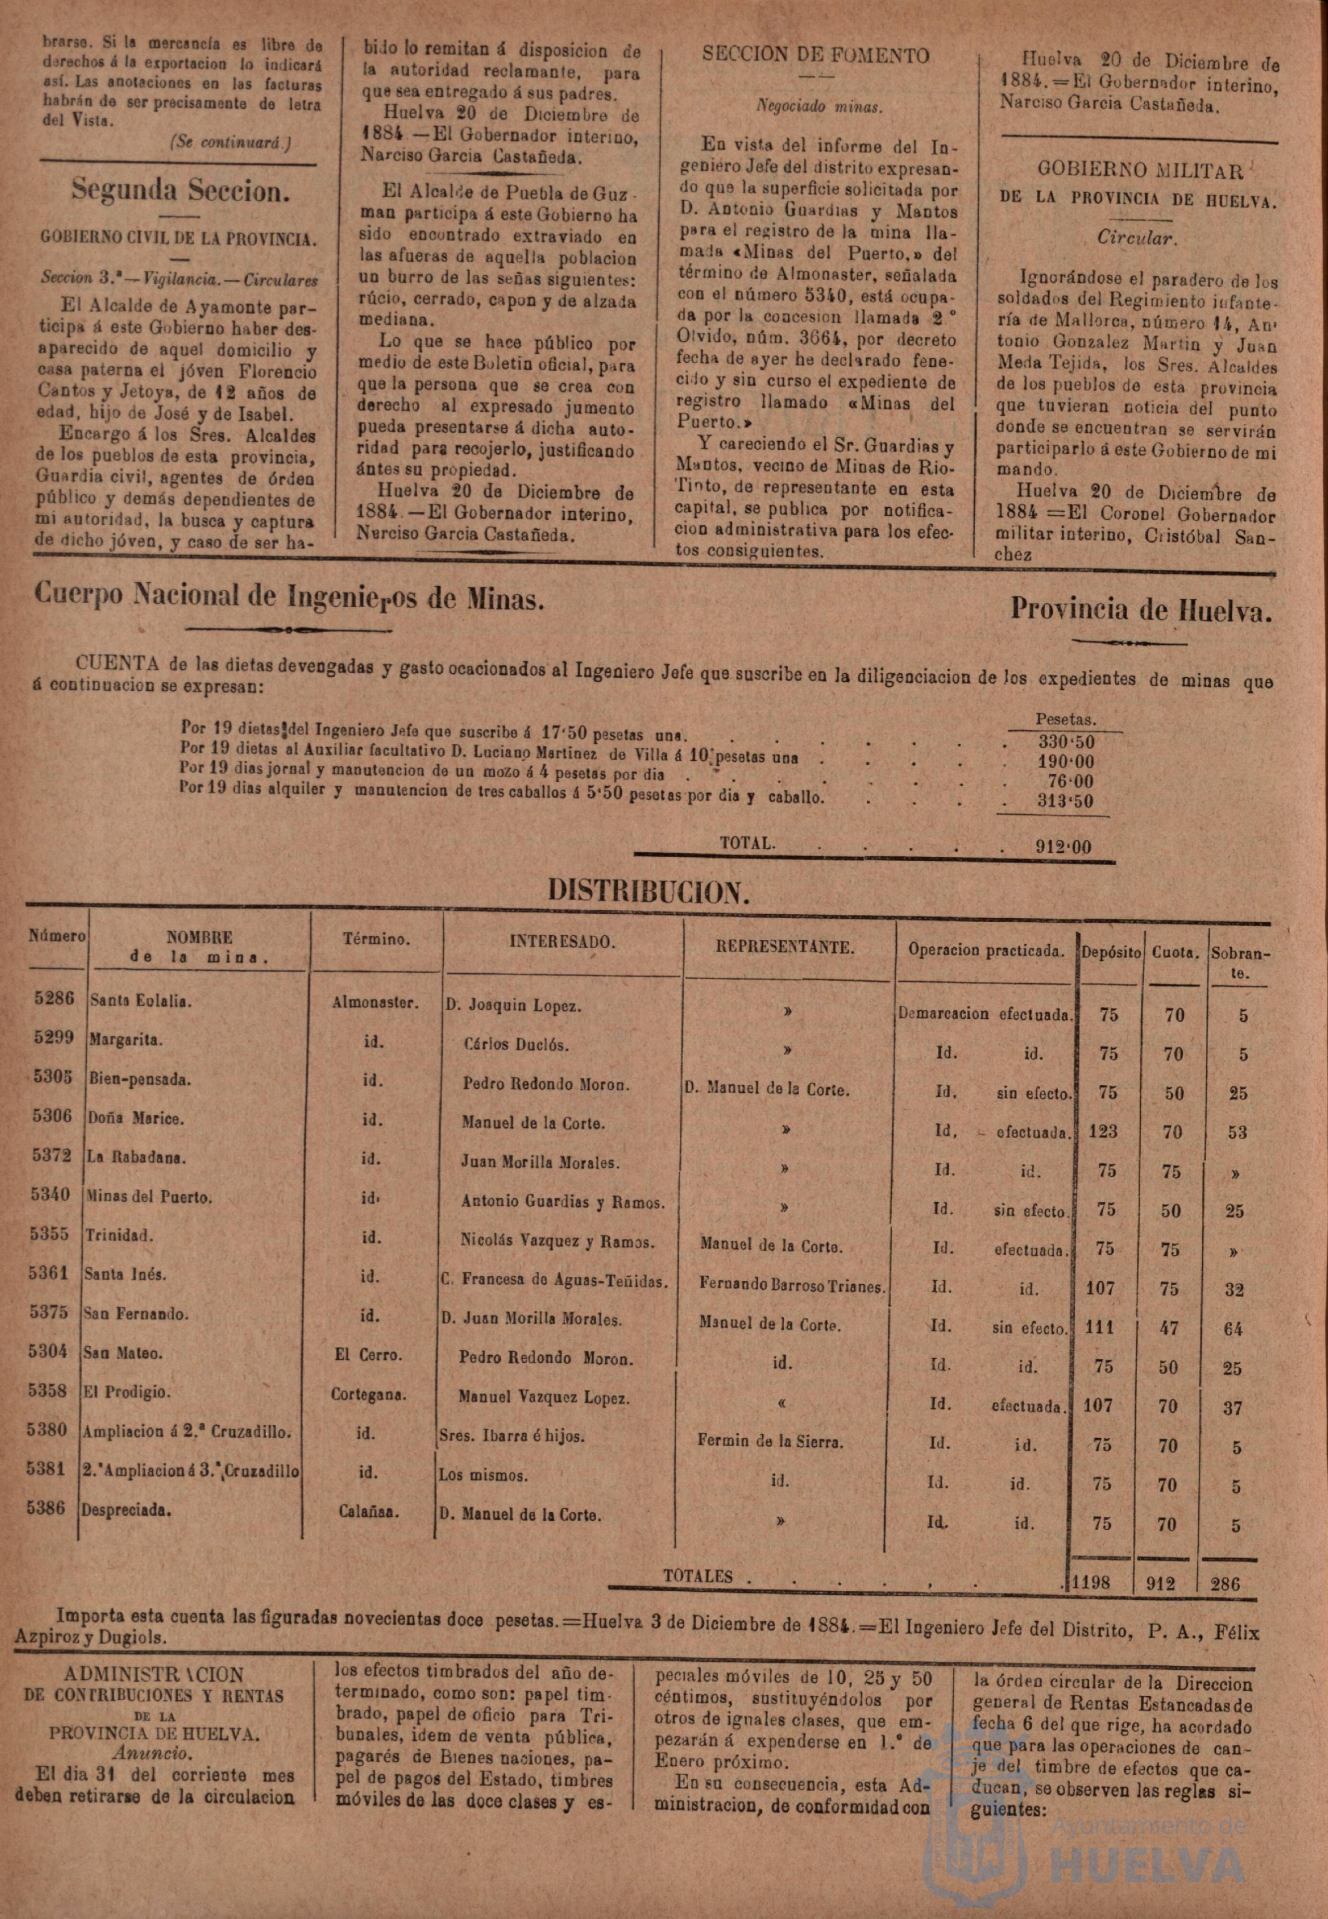 brarse. Si la mercancía es libre de
derechos á la exportacion lo indicará
así. Las anotaciones en las facturas
habrán de ser precisamente de letra
del Vista.
(Se continuará.)
Segunda Seccion.
GOBIERNO CIVIL DE LA PROVINCIA.
Seccion 3.ª — Vigilancia. — Circulares
El Alcalde de Ayamonte par-
ticipa á este Gobierno haber des-
aparecido de aquel domicilio y
casa paterna el jóven Florencio
Cantos y Jetoya, de 12 años de
edad, hijo de José y de Isabel.
Encargo á los Sres. Alcaldes
de los pueblos de esta provincia,
Guardia civil, agentes de órden
público y demás dependientes de
mi autoridad, la busca y captura
de dicho jóven, y caso de ser ha-
bido lo remitan á disposicion de
la autoridad reclamante, para
que sea entregado á sus padres.
Huelva 20 de Diciembre de
1884.—El Gobernador interino,
Narciso Garcia Castañeda.
El Alcalde de Puebla de Guz-
man participa á este Gobierno ha
sido encontrado extraviado en
las afueras de aquella poblacion
un burro de las señas siguientes:
rúcio, cerrado, capon y de alzada
mediana.
Lo que se hace público por
medio de este Boletin oficial, para
que la persona que se crea con
derecho al expresado jumento
pueda presentarse á dicha auto-
ridad para recojerlo, justificando
ántes su propiedad.
Huelva 20 de Diciembre de
1884.—El Gobernador interino,
Narciso Garcia Castañeda.
SECCION DE FOMENTO
Negociado minas.
En vista del informe del In-
geniero Jefe del distrito expresan-
do que la superficie solicitada por
D. Antonio Guardias y Mantos
para el registro de la mina lla-
mada «Minas del Puerto,» del
término de Almonaster, señalada
con el número 5340, está ocupa-
da por la concesion llamada 2.º
Olvido, núm. 3664, por decreto
fecha de ayer he declarado fene-
cido y sin curso el expediente de
registro llamado «Minas del
Puerto.»
Y careciendo el Sr. Guardias y
Mantos, vecino de Minas de Rio-
Tinto, de representante en esta
capital, se publica por notifica-
cion administrativa para los efec-
tos consiguientes.
Huelva 20 de Diciembre de
1884.=El Gobernador interino,
Narciso Garcia Castañeda.
GOBIERNO MILITAR
DE LA PROVINCIA DE HUELVA.
Circular.
Ignorándose el paradero de los
soldados del Regimiento infante-
ría de Mallorca, número 14, An-
tonio Gonzalez Martin y Juan
Meda Tejida, los Sres. Alcaldes
de los pueblos de esta provincia
que tuvieran noticia del punto
donde se encuentran se servirán
participarlo á este Gobierno de mi
mando.
Huelva 20 de Diciembre de
1884 =El Coronel Gobernador
militar interino, Cristóbal San-
chez
Cuerpo Nacional de Ingenieros de Minas.
Provincia de Huelva.
CUENTA de las dietas devengadas y gasto ocacionados al Ingeniero Jefe que suscribe en la diligenciacion de los expedientes de minas que
á continuacion se expresan:
Pesetas.
Por 19 dietas del Ingeniero Jefe que suscribe á 17'50 pesetas una. . . . . . 330'50
Por 19 dietas al Auxiliar facultativo D. Luciano Martinez de Villa á 10 pesetas una . . . . . 190'00
Por 19 dias jornal y manutencion de un mozo á 4 pesetas por dia . . . . . . 76'00
Por 19 dias alquiler y manutencion de tres caballos á 5'50 pesetas por dia y caballo. . . . . 313'50
TOTAL. . . . . . 912'00
DISTRIBUCION.
Número NOMBRE de la mina. Término. INTERESADO. REPRESENTANTE. Operacion practicada. Depósito Cuota. Sobran-
te.
5286 Santa Eolalia. Almonaster. D. Joaquin Lopez. » Demarcacion efectuada. 75 70 5
5299 Margarita. id. Cárlos Duclós. » Id. id. 75 70 5
5305 Bien-pensada. id. Pedro Redondo Moron. D. Manuel de la Corte. Id. sin efecto. 75 50 25
5306 Doña Marice. id. Manuel de la Corte. » Id. efectuada. 123 70 53
5372 La Rabadana. id. Juan Morilla Morales. » Id. id. 75 75 »
5340 Minas del Puerto. id. Antonio Guardias y Ramos. » Id. sin efecto. 75 50 25
5355 Trinidad. id. Nicolás Vazquez y Ramos. Manuel de la Corte. Id. efectuada. 75 75 »
5361 Santa Inés. id. C. Francesa de Aguas-Teñidas. Fernando Barroso Trianes. Id. id. 107 75 32
5375 San Fernando. id. D. Juan Morilla Morales. Manuel de la Corte. Id. sin efecto. 111 47 64
5304 San Mateo. El Cerro. Pedro Redondo Moron. id. Id. id. 75 50 25
5358 El Prodigio. Cortegana. Manuel Vazquez Lopez. « Id. efectuada. 107 70 37
5380 Ampliacion á 2.ª Cruzadillo. id. Sres. Ibarra é hijos. Fermin de la Sierra. Id. id. 75 70 5
5381 2.ª Ampliacion á 3.ª Cruzadillo id. Los mismos. id. Id. id. 75 70 5
5386 Despreciada. Calañas. D. Manuel de la Corte. » Id. id. 75 70 5
TOTALES . . . . . . . 1198 912 286
Importa esta cuenta las figuradas novecientas doce pesetas.=Huelva 3 de Diciembre de 1884.=El Ingeniero Jefe del Distrito, P. A., Félix
Azpiroz y Dugiols.
ADMINISTRACION
DE CONTRIBUCIONES Y RENTAS
DE LA
PROVINCIA DE HUELVA.
Anuncio.
El dia 31 del corriente mes
deben retirarse de la circulacion
los efectos timbrados del año de-
terminado, como son: papel tim-
brado, papel de oficio para Tri-
bunales, idem de venta pública,
pagarés de Bienes naciones, pa-
pel de pagos del Estado, timbres
móviles de las doce clases y es-
peciales móviles de 10, 25 y 50
céntimos, sustituyéndolos por
otros de iguales clases, que em-
pezarán á expenderse en 1.º de
Enero próximo.
En su consecuencia, esta Ad-
ministracion, de conformidad con
la órden circular de la Direccion
general de Rentas Estancadas de
fecha 6 del que rige, ha acordado
que para las operaciones de can-
je del timbre de efectos que ca-
ducan, se observen las reglas si-
guientes:
Ayuntamiento de
HUELVA